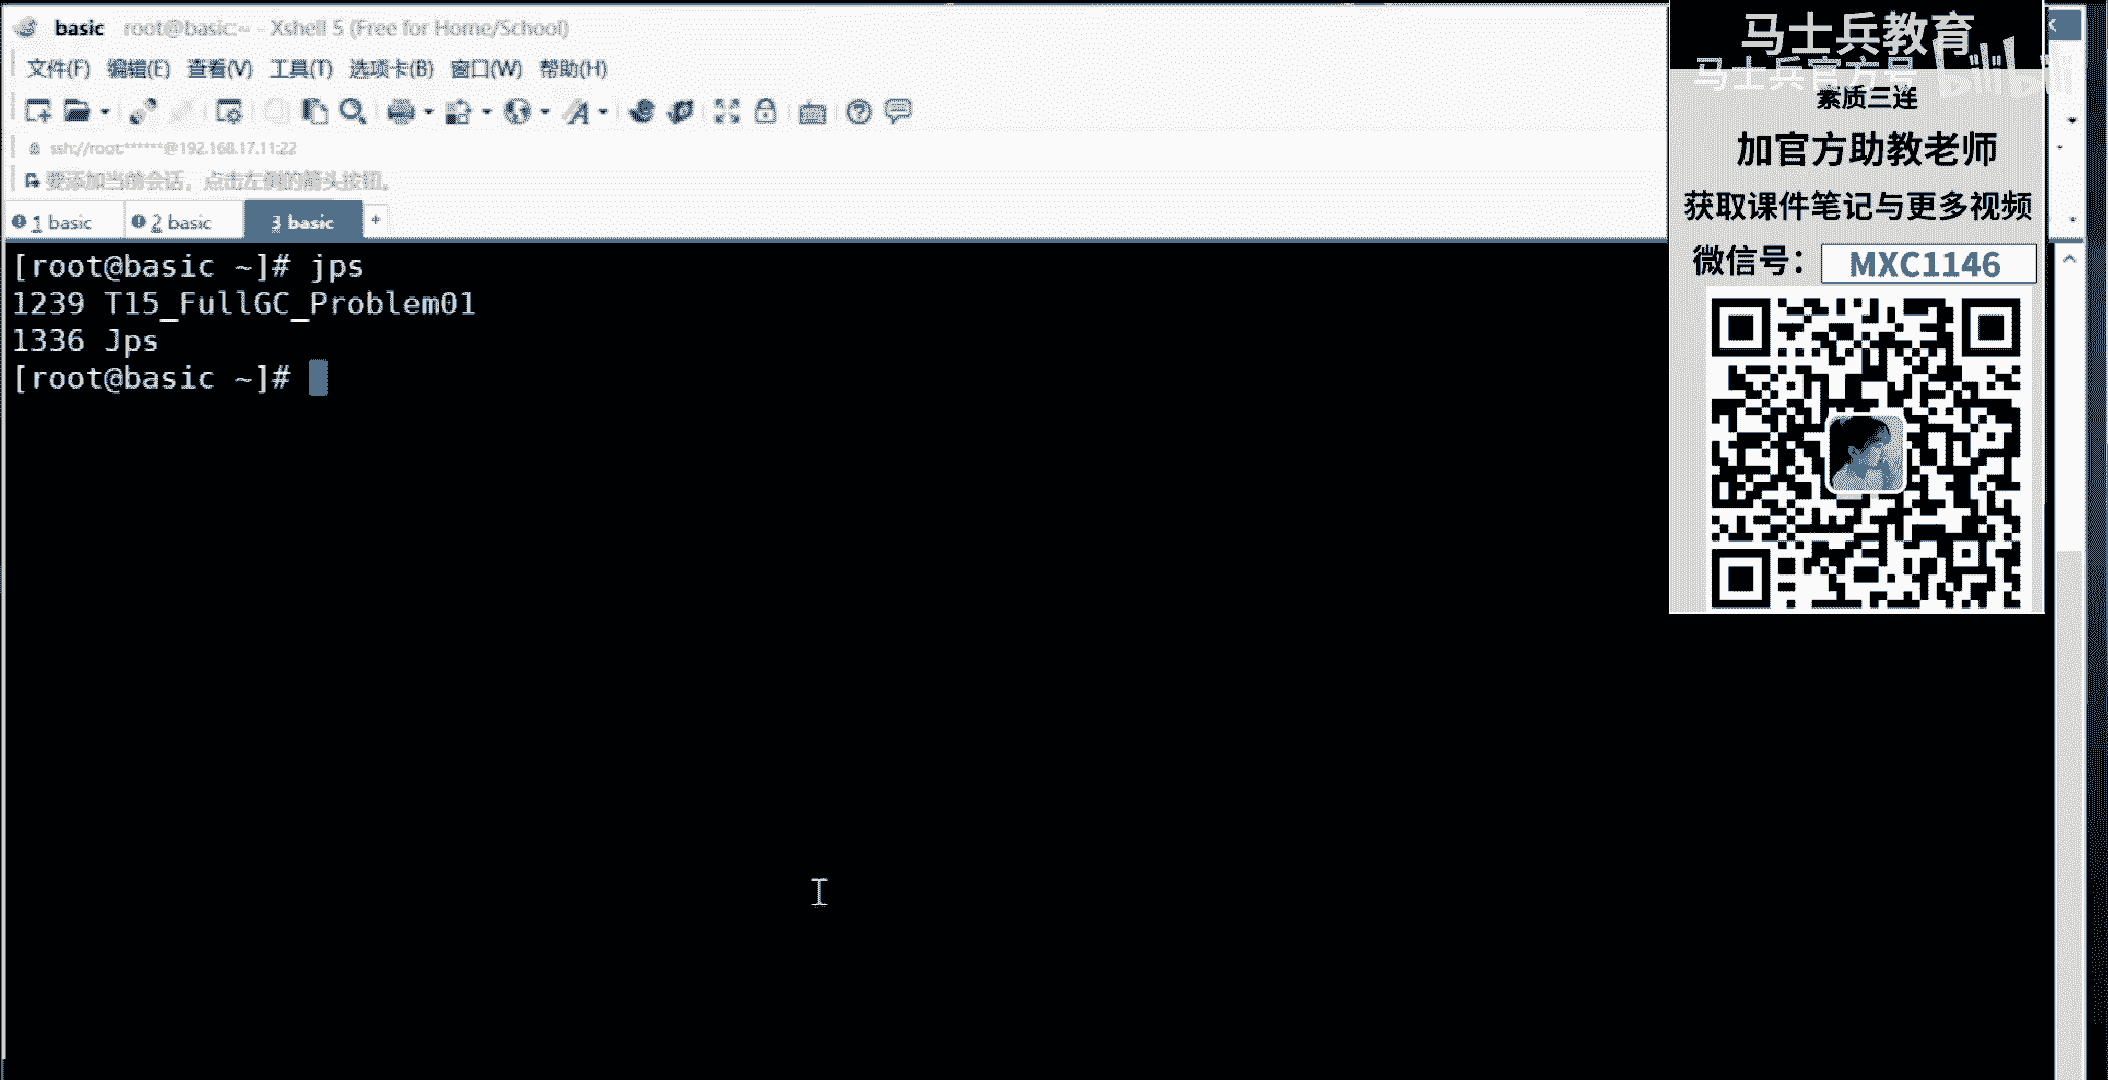 basic root@basic:~ - Xshell 5 (Free for Home/School)
文件(F) 编辑(E) 查看(V) 工具(T) 选项卡(B) 窗口(W) 帮助(H)
ssh://root:******@192.168.17.11:22
要添加当前会话，点击左侧的箭头按钮。
1 basic 2 basic 3 basic +
[root@basic ~]# jps
1239 T15_FullGC_Problem01
1336 Jps
[root@basic ~]#
马士兵教育
马士兵官方号 bilibili
素质三连
加官方助教老师
获取课件笔记与更多视频
微信号： MXC1146